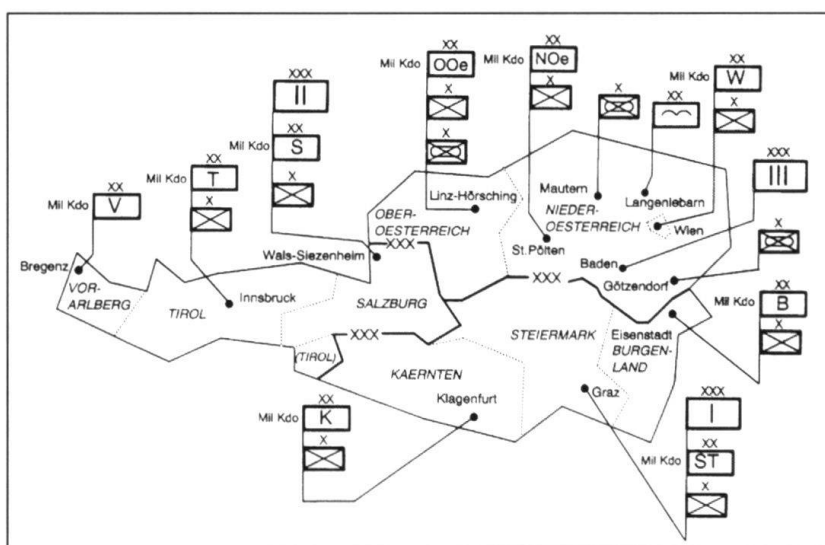 XXX
II
XX
Mil Kdo S
X
XX
Mil Kdo OOe
X
X
XX
Mil Kdo NOe
X
X
XX
XX
Mil Kdo W
X
XXX
III
X
XX
Mil Kdo B
X
XX
Mil Kdo T
X
XX
Mil Kdo V
Bregenz
VOR-
ARLBERG
TIROL
Innsbruck
Wals-Siezenheim
OBER-
OESTERREICH
Linz-Hörsching
XXX
SALZBURG
XXX
(TIROL)
KAERNTEN
Klagenfurt
Mautern
NIEDER-
OESTERREICH
Langenlebarn
Wien
St.Pölten
Baden
XXX
Götzendorf
STEIERMARK
Eisenstadt
BURGEN-
LAND
Graz
XX
Mil Kdo K
X
XXX
I
XX
Mil Kdo ST
X